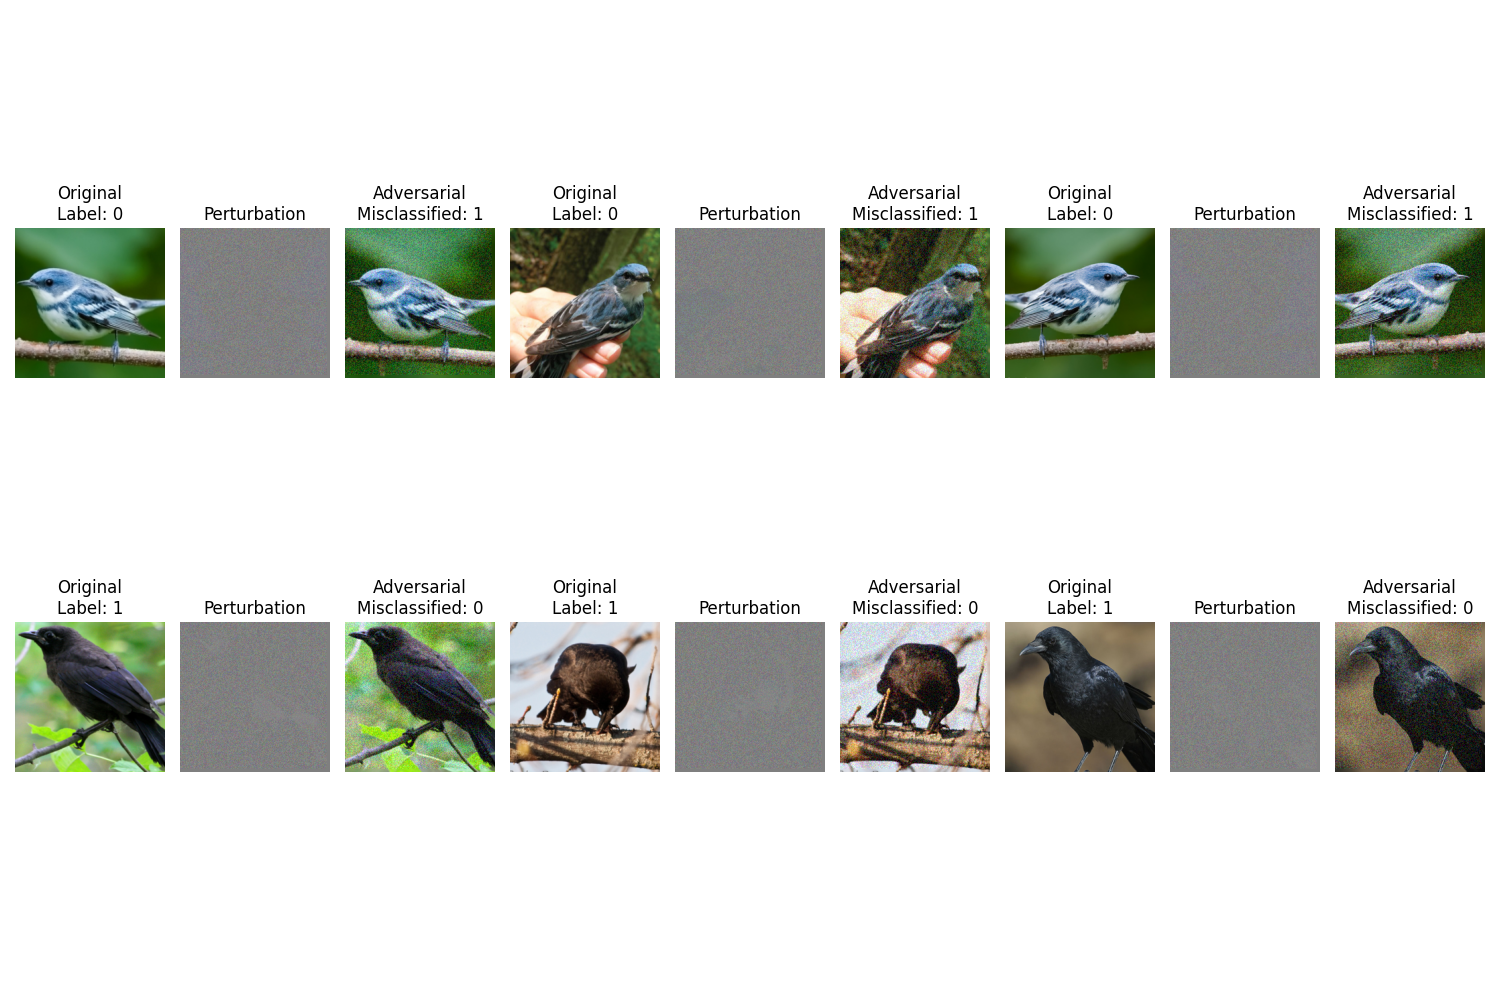 Original
Label: 0
Perturbation
Adversarial
Misclassified: 1
Original
Label: 0
Perturbation
Adversarial
Misclassified: 1
Original
Label: 0
Perturbation
Adversarial
Misclassified: 1
Original
Label: 1
Perturbation
Adversarial
Misclassified: 0
Original
Label: 1
Perturbation
Adversarial
Misclassified: 0
Original
Label: 1
Perturbation
Adversarial
Misclassified: 0